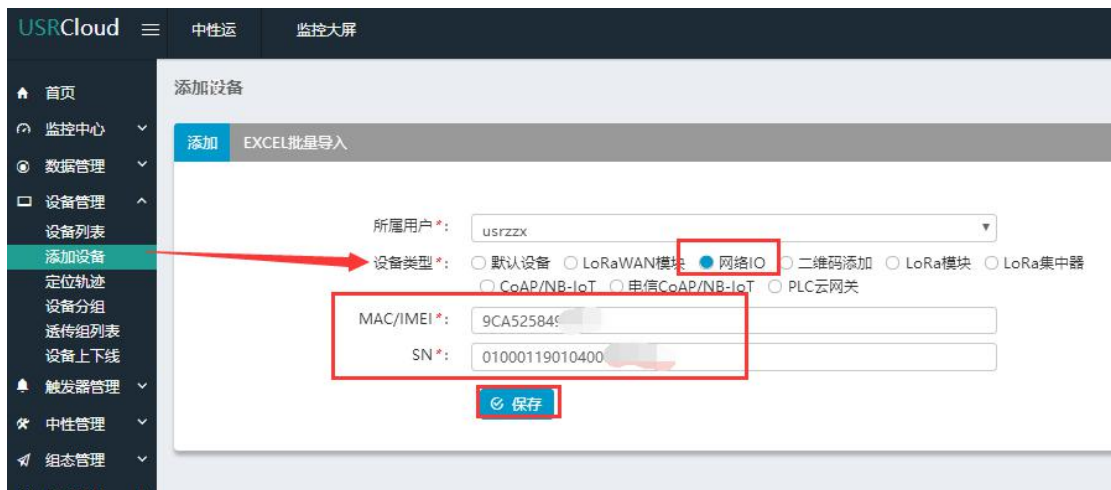 USRCloud 中性运 监控大屏
首页
监控中心
数据管理
设备管理
设备列表
添加设备
定位轨迹
设备分组
透传组列表
设备上下线
触发器管理
中性管理
组态管理
添加设备
添加 EXCEL批量导入
所属用户*: usrzzx
设备类型*: 默认设备 LoRaWAN模块 网络IO 二维码添加 LoRa模块 LoRa集中器
CoAP/NB-IoT 电信CoAP/NB-IoT PLC云网关
MAC/IMEI*: 9CA525849
SN*: 01000119010400
保存